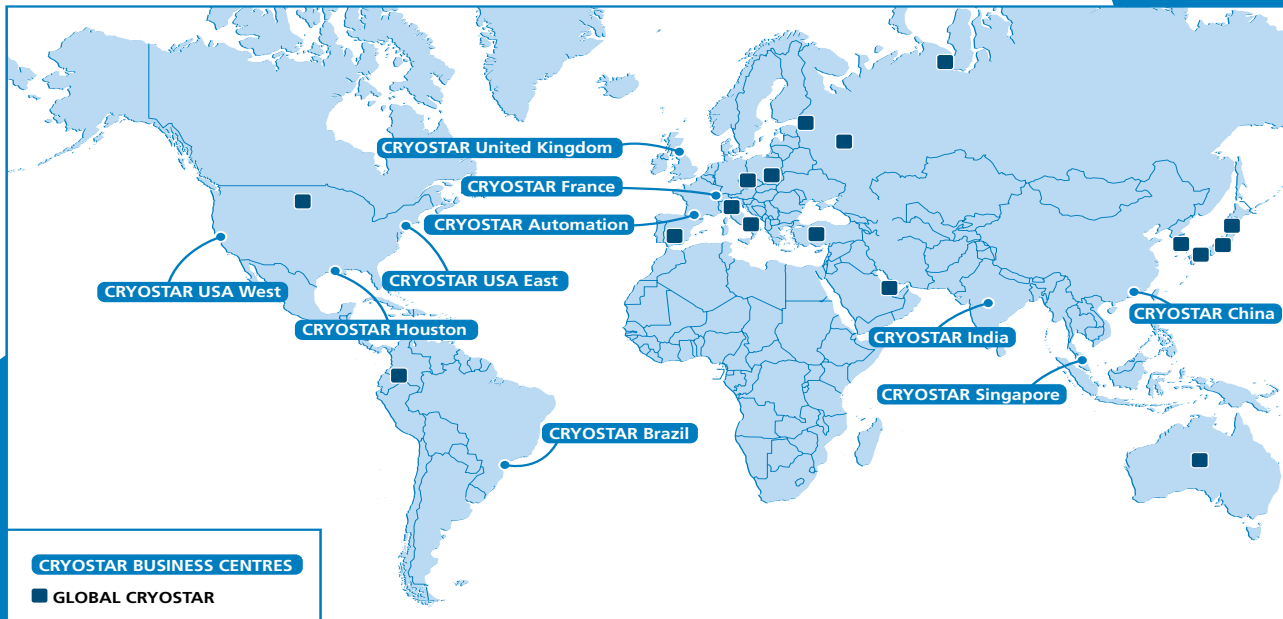 CRYOSTAR United Kingdom
CRYOSTAR France
CRYOSTAR Automation
CRYOSTAR USA East
CRYOSTAR USA West
CRYOSTAR Houston
CRYOSTAR China
CRYOSTAR India
CRYOSTAR Singapore
CRYOSTAR Brazil
CRYOSTAR BUSINESS CENTRES
GLOBAL CRYOSTAR